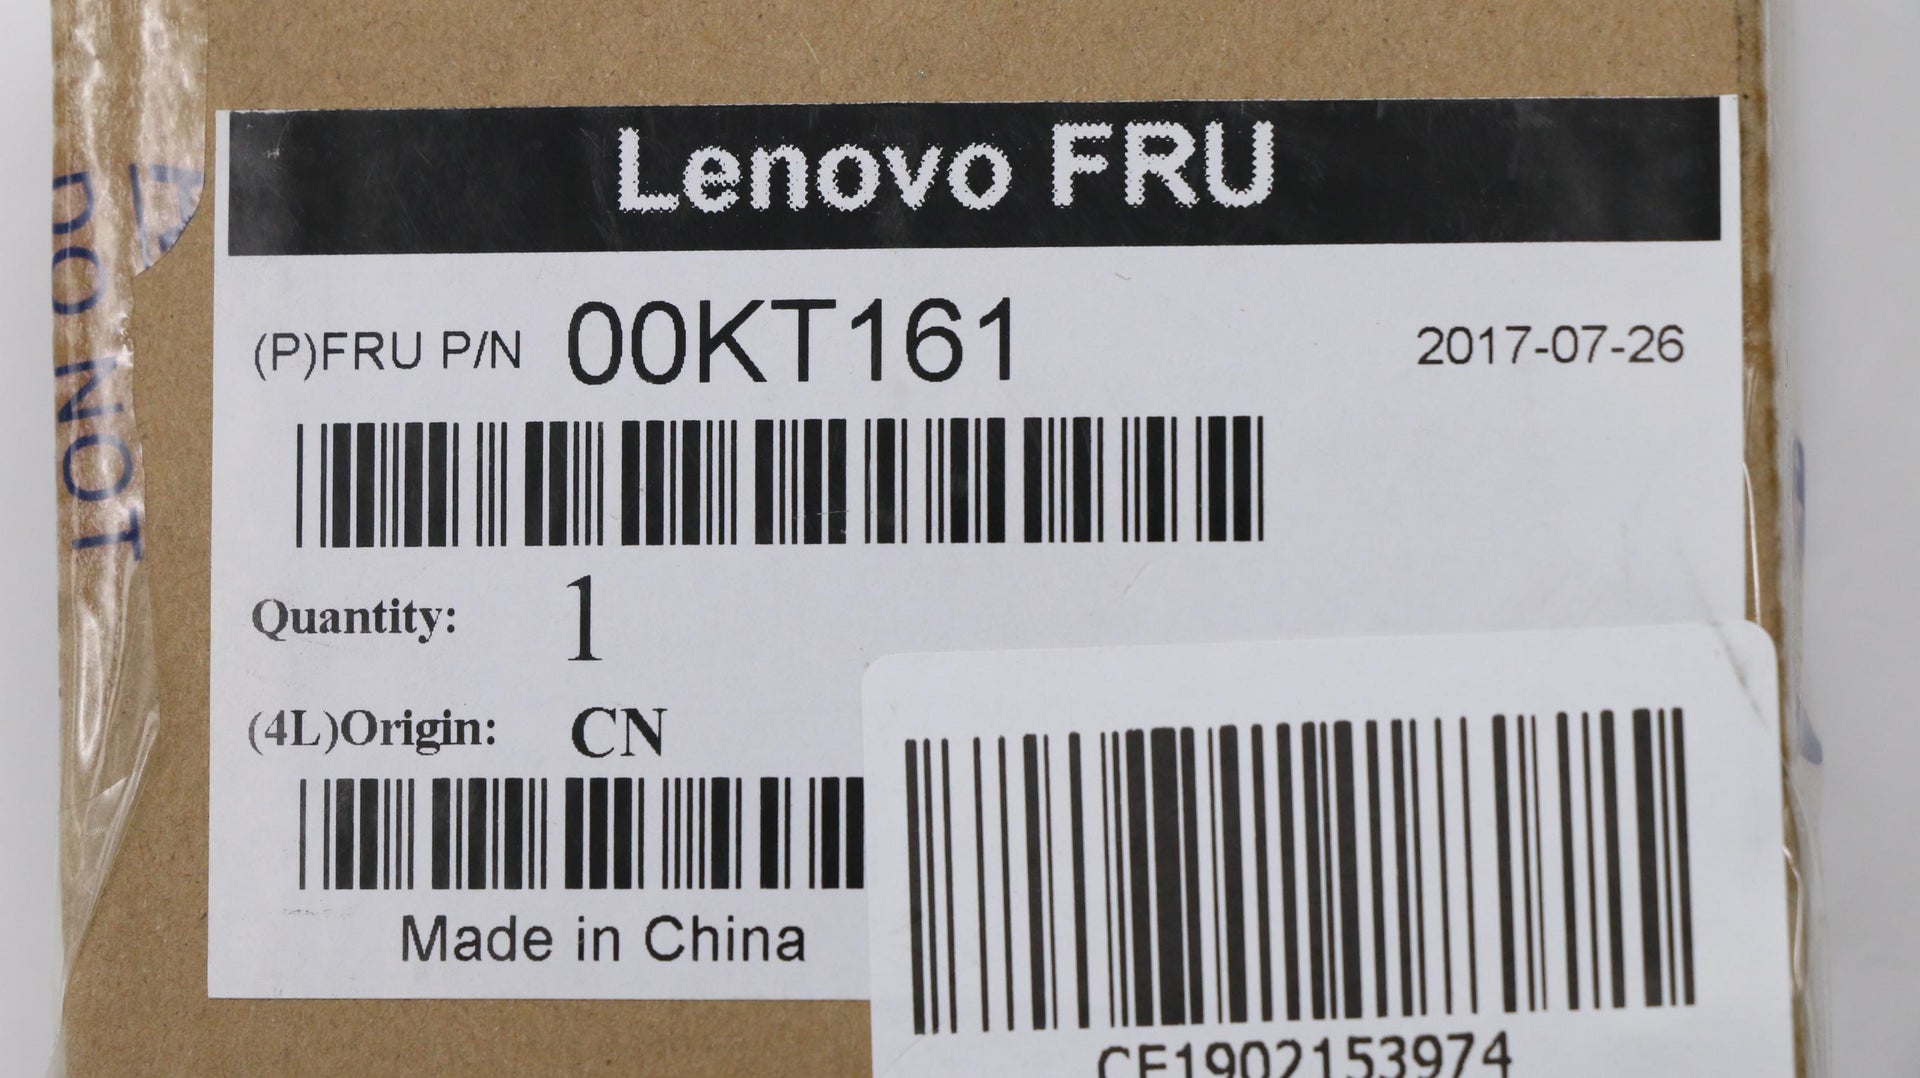 Lenovo FRU
(P)FRU P/N 00KT161 2017-07-26
Quantity: 1
(4L)Origin: CN
Made in China
DO NOT